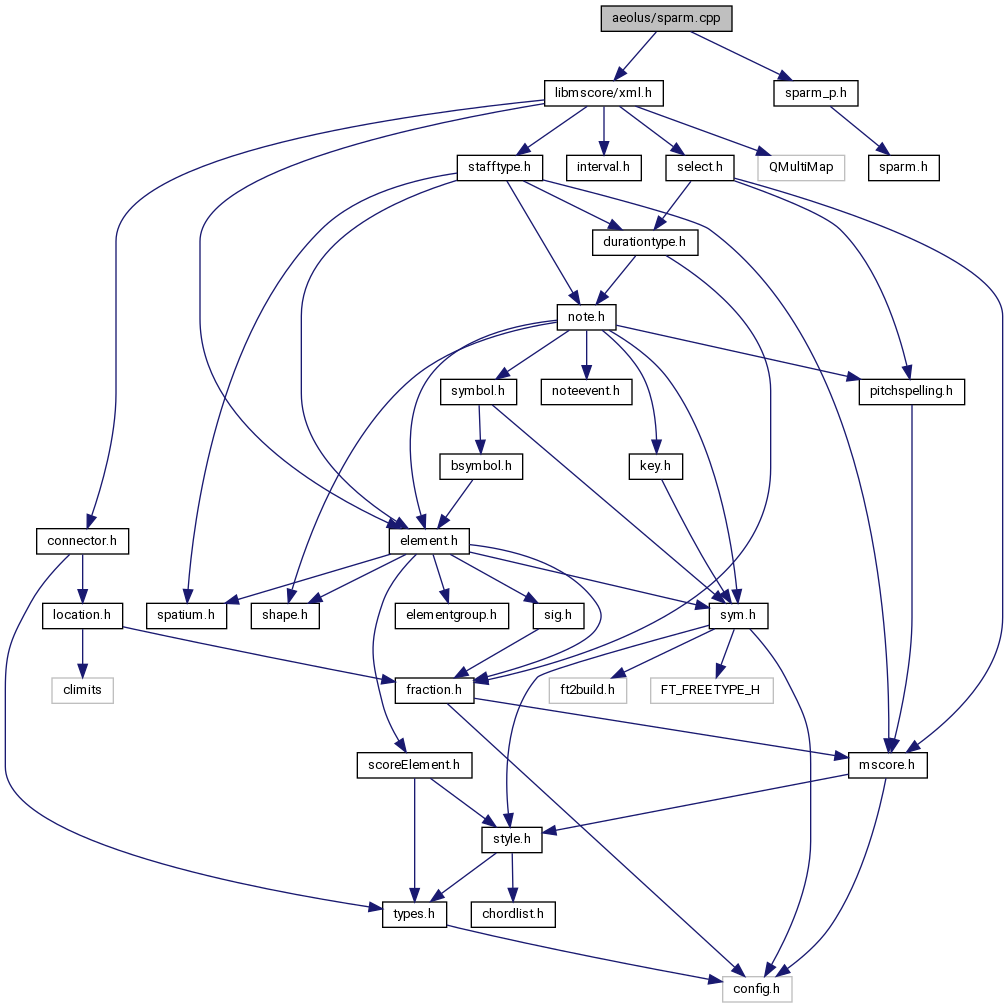 aeolus/sparm.cpp
libmscore/xml.h
sparm_p.h
stafftype.h
interval.h
select.h
QMultiMap
sparm.h
durationtype.h
note.h
symbol.h
noteevent.h
pitchspelling.h
bsymbol.h
key.h
connector.h
element.h
location.h
spatium.h
shape.h
elementgroup.h
sig.h
sym.h
climits
fraction.h
ft2build.h
FT_FREETYPE_H
scoreElement.h
mscore.h
style.h
types.h
chordlist.h
config.h